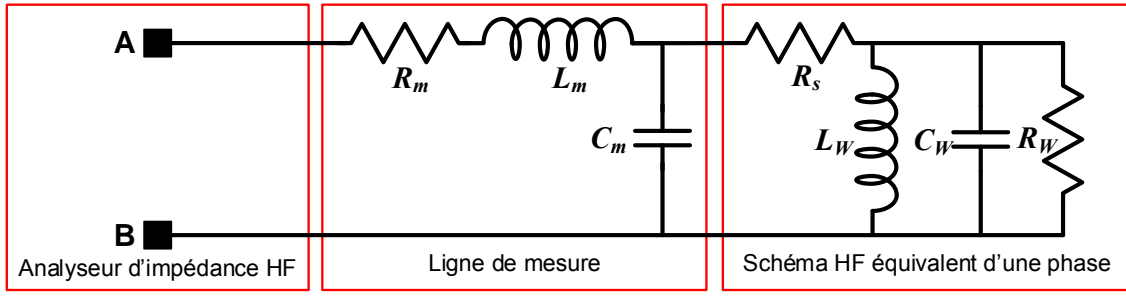 A
R_m
L_m
C_m
R_s
L_W
C_W
R_W
B
Analyseur d'impédance HF
Ligne de mesure
Schéma HF équivalent d'une phase